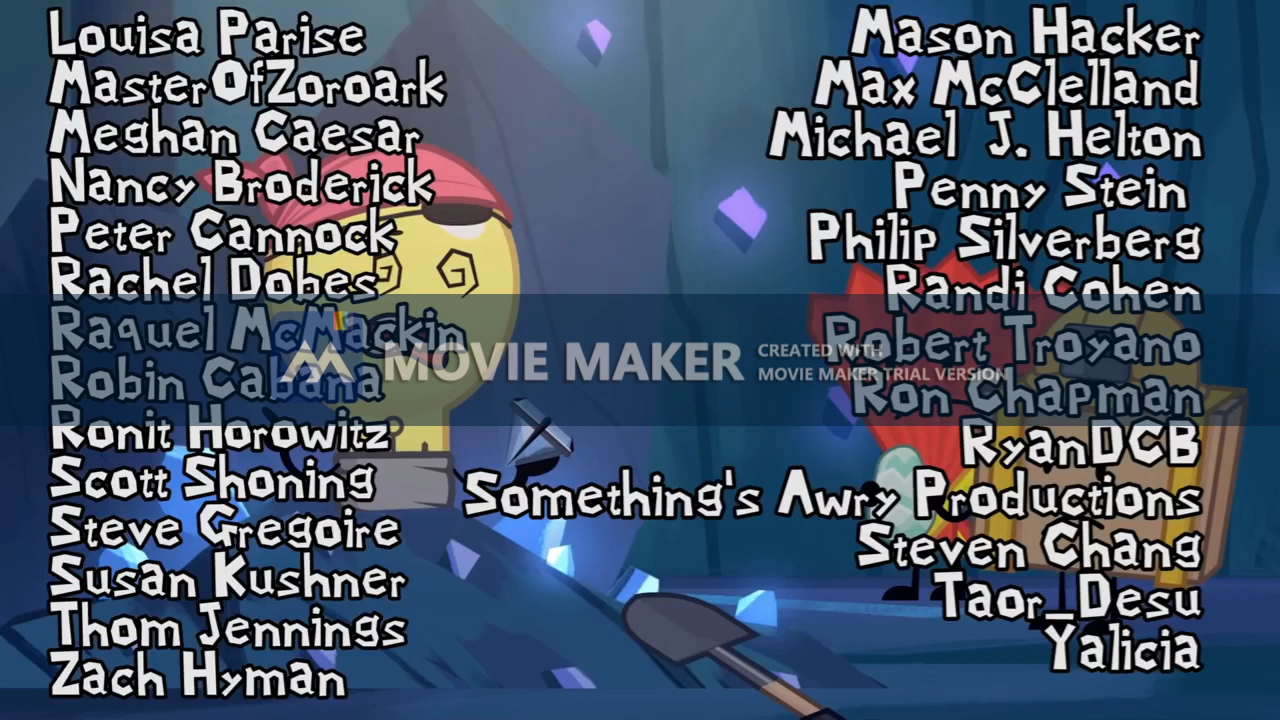 Louisa Parise
MasterOfZoroark
Meghan Caesar
Nancy Broderick
Peter Cannock
Rachel Dobes
Raquel McMackin
Robin Cabana
Ronit Horowitz
Scott Shoning
Steve Gregoire
Susan Kushner
Thom Jennings
Zach Hyman
Mason Hacker
Max McClelland
Michael J. Helton
Penny Stein
Philip Silverberg
Randi Cohen
Robert Troyano
Ron Chapman
RyanDCB
Something's Awry Productions
Steven Chang
Taor_Desu
Yalicia
MOVIE MAKER
CREATED WITH
MOVIE MAKER TRIAL VERSION